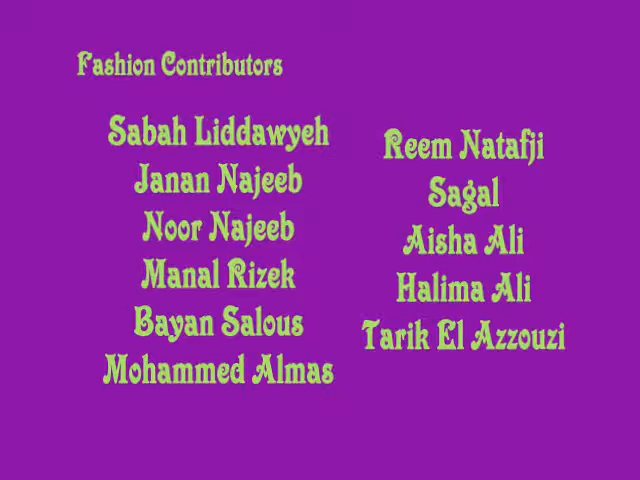 Fashion Contributors
Sabah Liddawyeh
Janan Najeeb
Noor Najeeb
Manal Rizek
Bayan Salous
Mohammed Almas
Reem Natafji
Sagal
Aisha Ali
Halima Ali
Tarik El Azzouzi